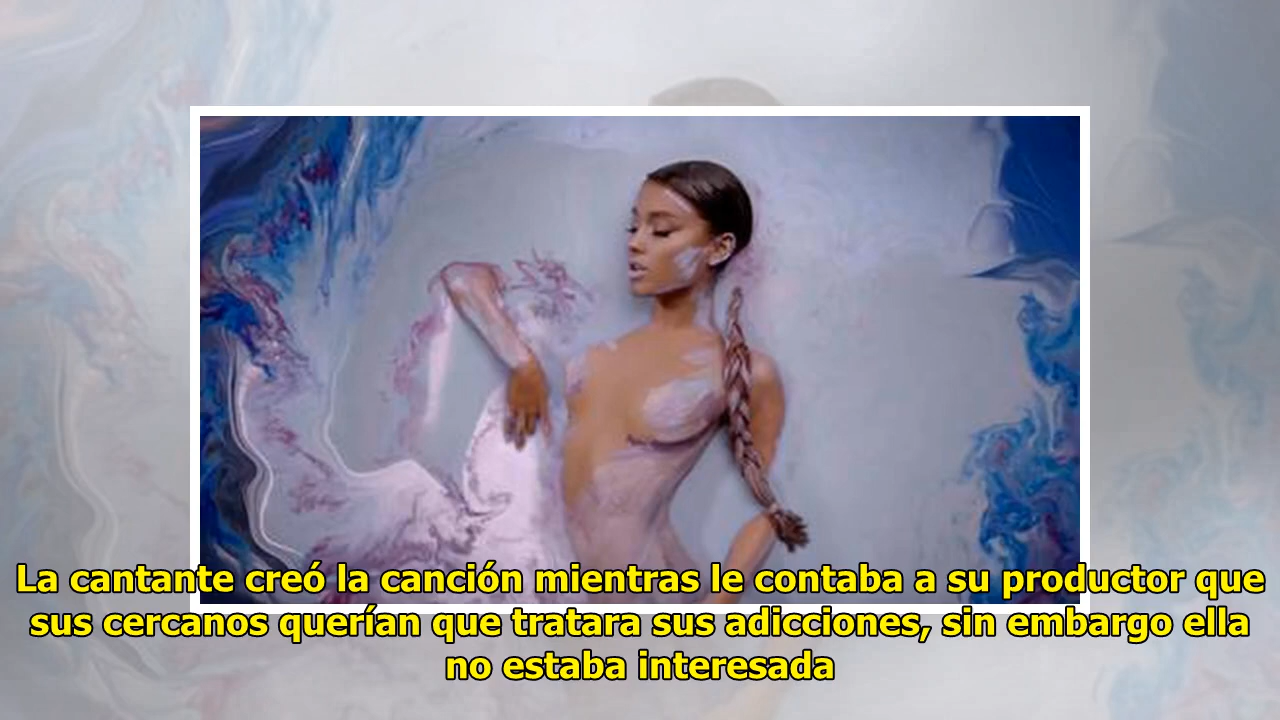 La cantante creó la canción mientras le contaba a su productor que
sus cercanos querían que tratara sus adicciones, sin embargo ella
no estaba interesada